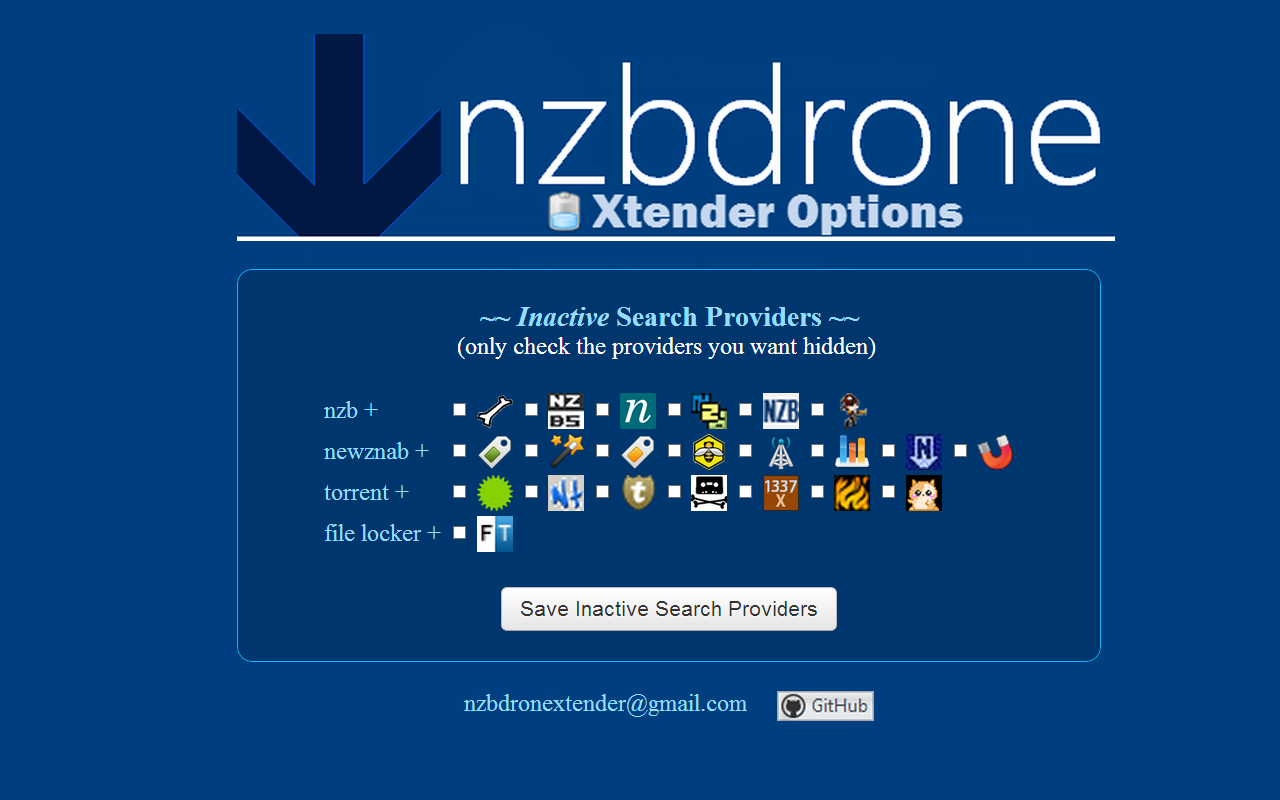 nzbdrone
Xtender Options
~~ Inactive Search Providers ~~
(only check the providers you want hidden)
nzb + NZ BS n NZB
newznab + N
torrent + Nt t 1337 X
file locker + F T
Save Inactive Search Providers
nzbdronextender@gmail.com GitHub